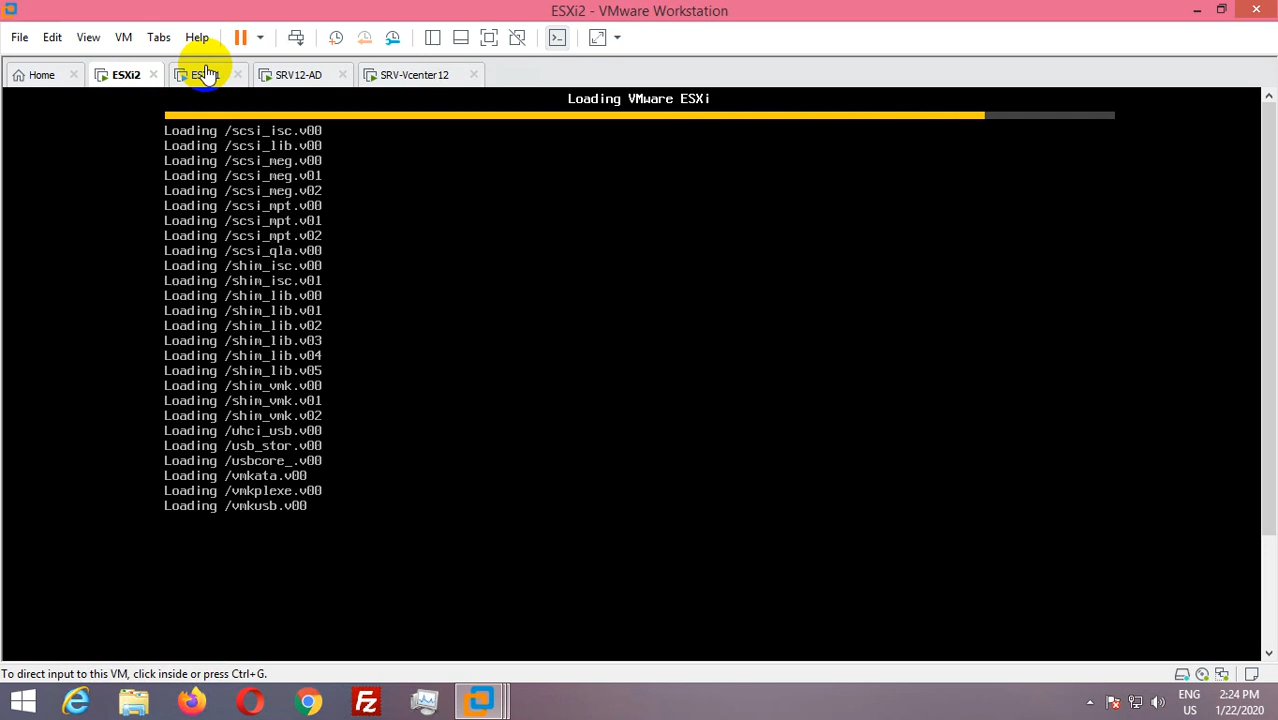 ESXi2 - VMware Workstation
File Edit View VM Tabs Help
Home ESXi2 SRV12-AD SRV-Vcenter12
Loading VMware ESXi
Loading /scsi_isc.v00
Loading /scsi_lib.v00
Loading /scsi_meg.v00
Loading /scsi_meg.v01
Loading /scsi_meg.v02
Loading /scsi_mpt.v00
Loading /scsi_mpt.v01
Loading /scsi_mpt.v02
Loading /scsi_qla.v00
Loading /shim_isc.v00
Loading /shim_isc.v01
Loading /shim_lib.v00
Loading /shim_lib.v01
Loading /shim_lib.v02
Loading /shim_lib.v03
Loading /shim_lib.v04
Loading /shim_lib.v05
Loading /shim_vmk.v00
Loading /shim_vmk.v01
Loading /shim_vmk.v02
Loading /uhci_usb.v00
Loading /usb_stor.v00
Loading /usbcore_.v00
Loading /vmkata.v00
Loading /vmkplexe.v00
Loading /vmkusb.v00
To direct input to this VM, click inside or press Ctrl+G.
ENG 2:24 PM
US 1/22/2020